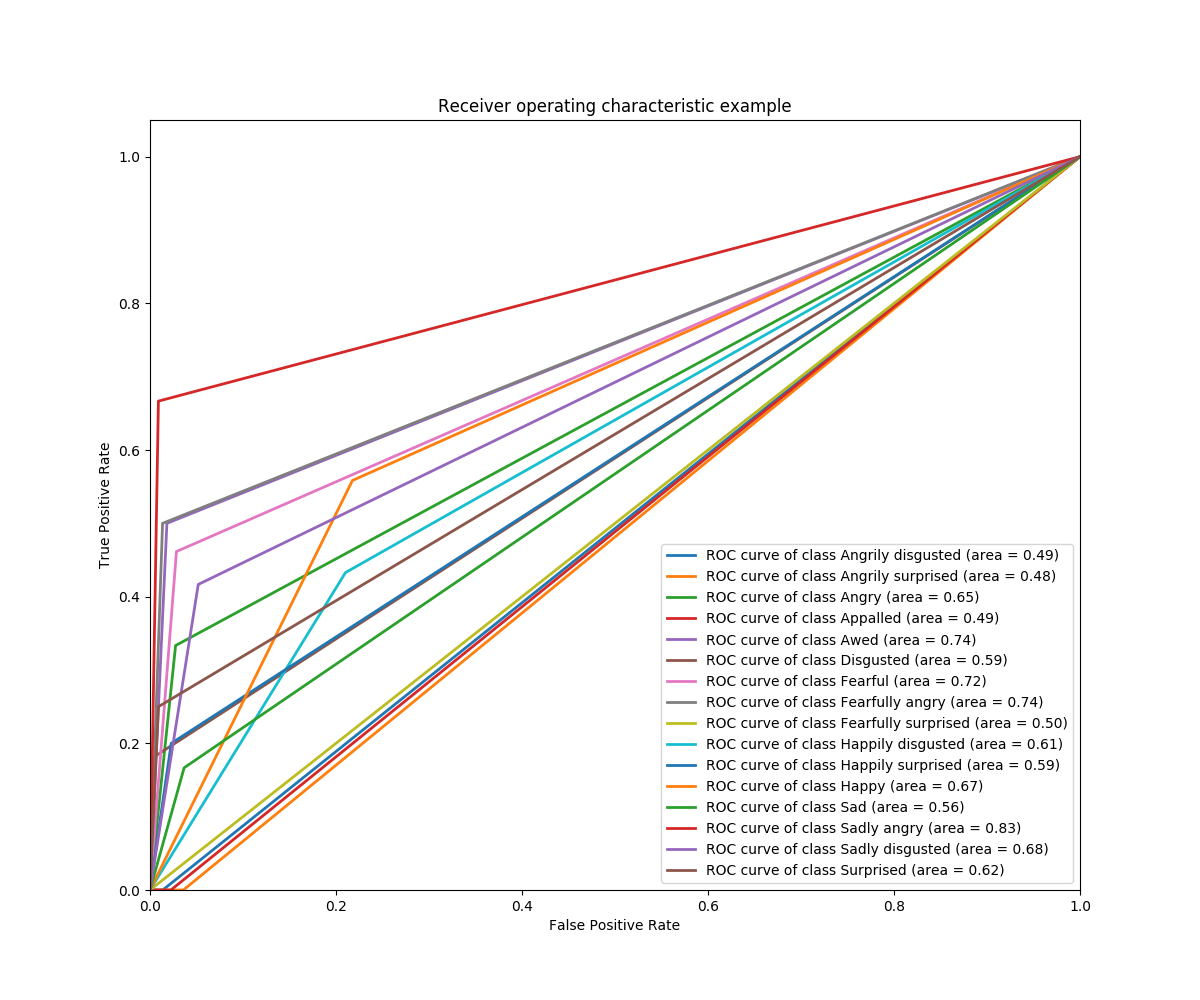 Receiver operating characteristic example
1.0
0.8
0.6
0.4
0.2
0.0
True Positive Rate
ROC curve of class Angrily disgusted (area = 0.49)
ROC curve of class Angrily surprised (area = 0.48)
ROC curve of class Angry (area = 0.65)
ROC curve of class Appalled (area = 0.49)
ROC curve of class Awed (area = 0.74)
ROC curve of class Disgusted (area = 0.59)
ROC curve of class Fearful (area = 0.72)
ROC curve of class Fearfully angry (area = 0.74)
ROC curve of class Fearfully surprised (area = 0.50)
ROC curve of class Happily disgusted (area = 0.61)
ROC curve of class Happily surprised (area = 0.59)
ROC curve of class Happy (area = 0.67)
ROC curve of class Sad (area = 0.56)
ROC curve of class Sadly angry (area = 0.83)
ROC curve of class Sadly disgusted (area = 0.68)
ROC curve of class Surprised (area = 0.62)
0.0 0.2 0.4 0.6 0.8 1.0
False Positive Rate